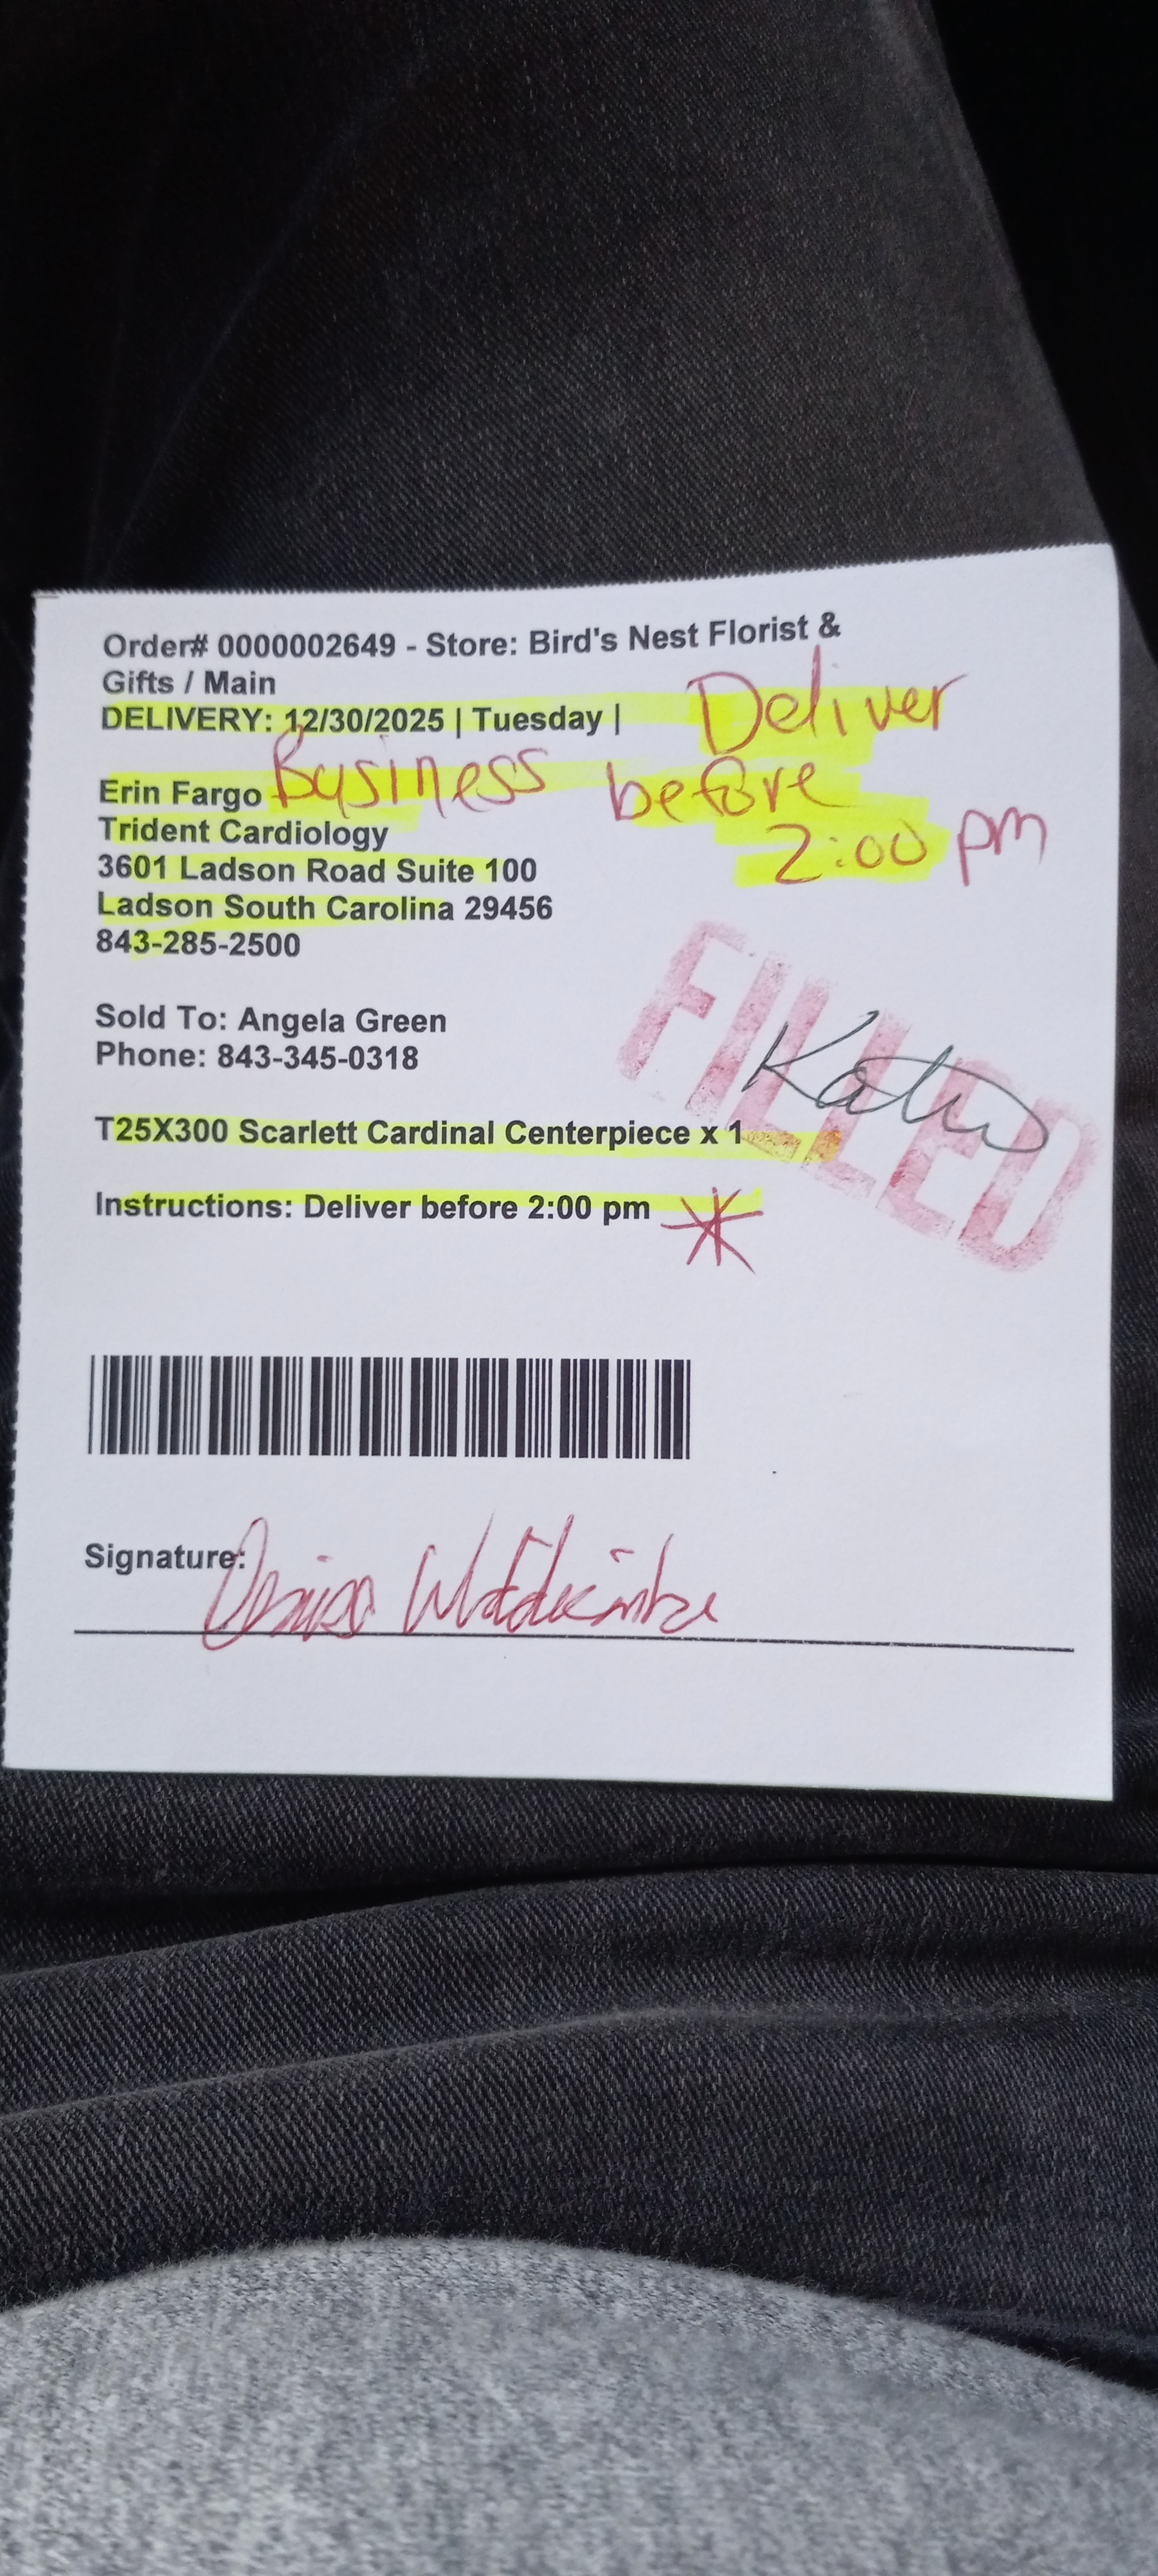 Order# 0000002649 - Store: Bird's Nest Florist &
Gifts / Main
DELIVERY: 12/30/2025 | Tuesday |
Deliver
before
2:00 pm
Erin Fargo Business
Trident Cardiology
3601 Ladson Road Suite 100
Ladson South Carolina 29456
843-285-2500
Sold To: Angela Green
Phone: 843-345-0318
FILLED
T25X300 Scarlett Cardinal Centerpiece x 1
Instructions: Deliver before 2:00 pm *
Signature: